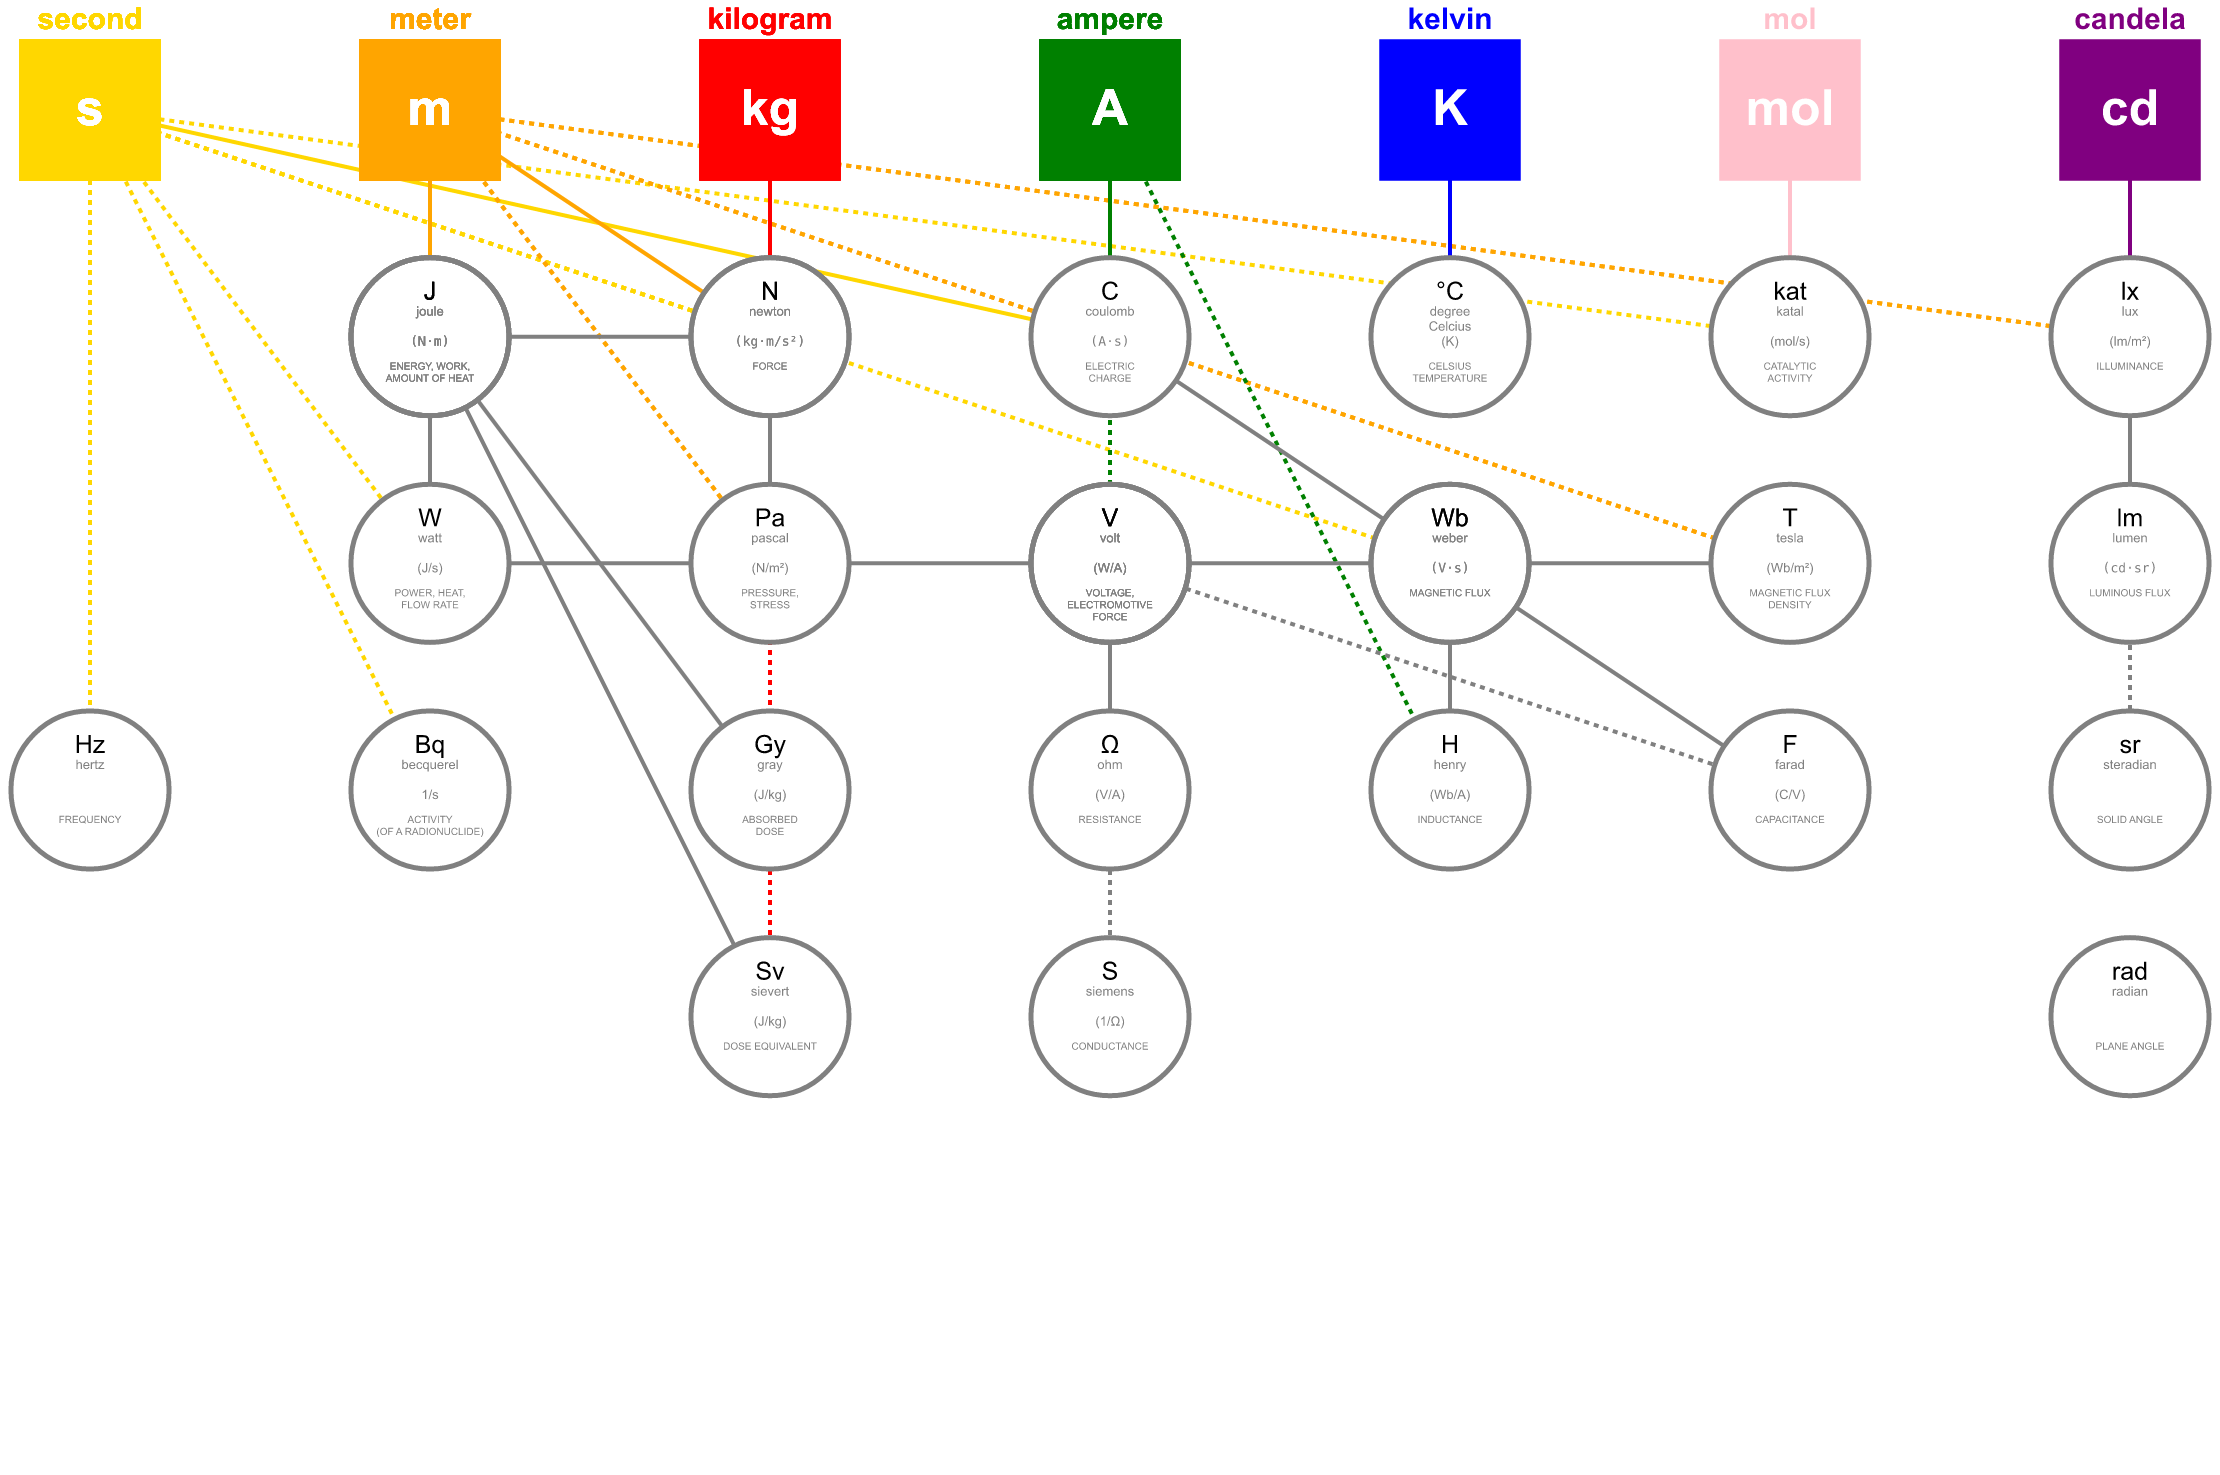 second
meter
kilogram
ampere
kelvin
mol
candela
s
m
kg
A
K
mol
cd
J
joule
(N·m)
ENERGY, WORK,
AMOUNT OF HEAT
N
newton
(kg·m/s²)
FORCE
C
coulomb
(A·s)
ELECTRIC
CHARGE
°C
degree
Celcius
(K)
CELSIUS
TEMPERATURE
kat
katal
(mol/s)
CATALYTIC
ACTIVITY
lx
lux
(lm/m²)
ILLUMINANCE
W
watt
(J/s)
POWER, HEAT,
FLOW RATE
Pa
pascal
(N/m²)
PRESSURE,
STRESS
V
volt
(W/A)
VOLTAGE,
ELECTROMOTIVE
FORCE
Wb
weber
(V·s)
MAGNETIC FLUX
T
tesla
(Wb/m²)
MAGNETIC FLUX
DENSITY
lm
lumen
(cd·sr)
LUMINOUS FLUX
Hz
hertz
FREQUENCY
Bq
becquerel
1/s
ACTIVITY
(OF A RADIONUCLIDE)
Gy
gray
(J/kg)
ABSORBED
DOSE
Ω
ohm
(V/A)
RESISTANCE
H
henry
(Wb/A)
INDUCTANCE
F
farad
(C/V)
CAPACITANCE
sr
steradian
SOLID ANGLE
Sv
sievert
(J/kg)
DOSE EQUIVALENT
S
siemens
(1/Ω)
CONDUCTANCE
rad
radian
PLANE ANGLE